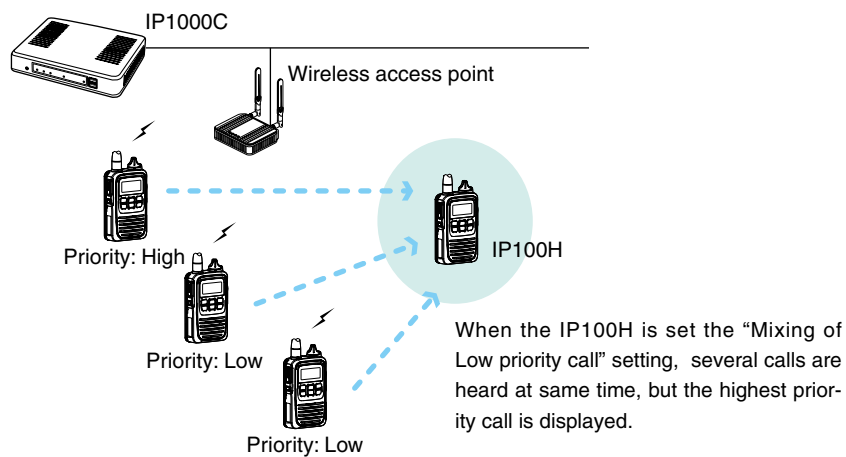 IP1000C
Wireless access point
Priority: High
IP100H
Priority: Low
Priority: Low
When the IP100H is set the “Mixing of
Low priority call” setting, several calls are
heard at same time, but the highest prior-
ity call is displayed.